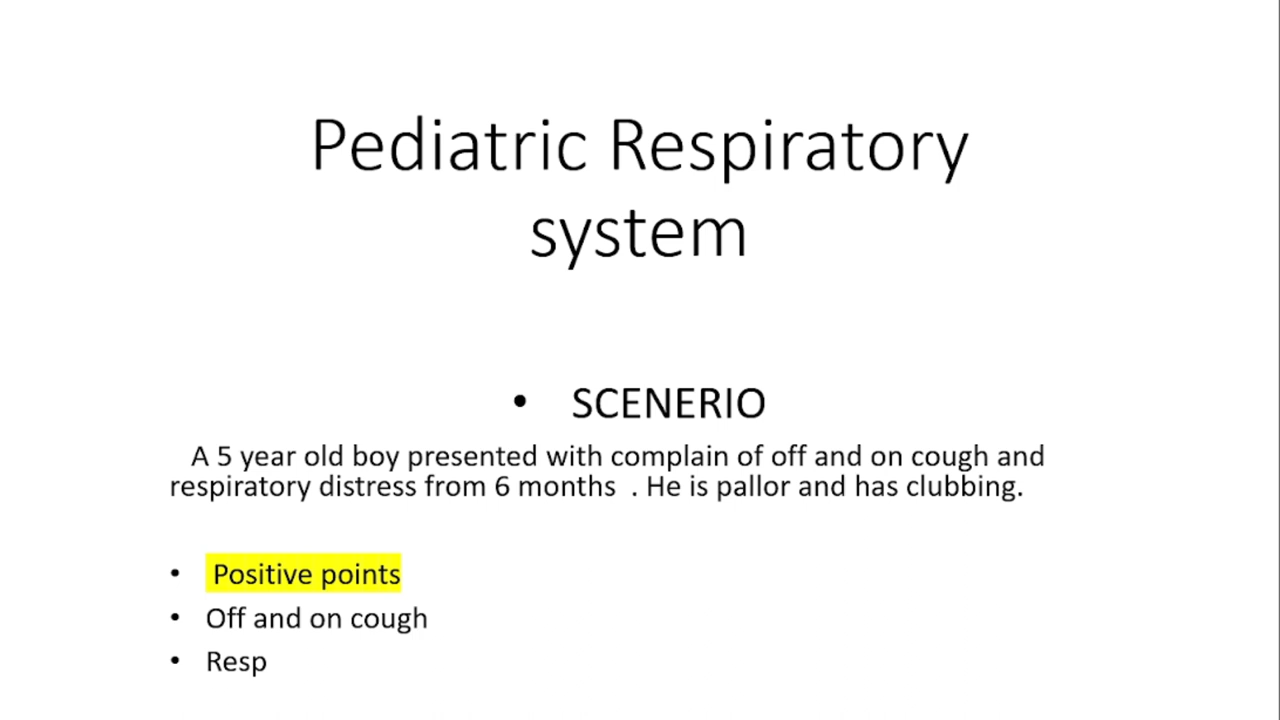 Pediatric Respiratory
system
• SCENERIO
A 5 year old boy presented with complain of off and on cough and
respiratory distress from 6 months . He is pallor and has clubbing.
• Positive points
• Off and on cough
• Resp